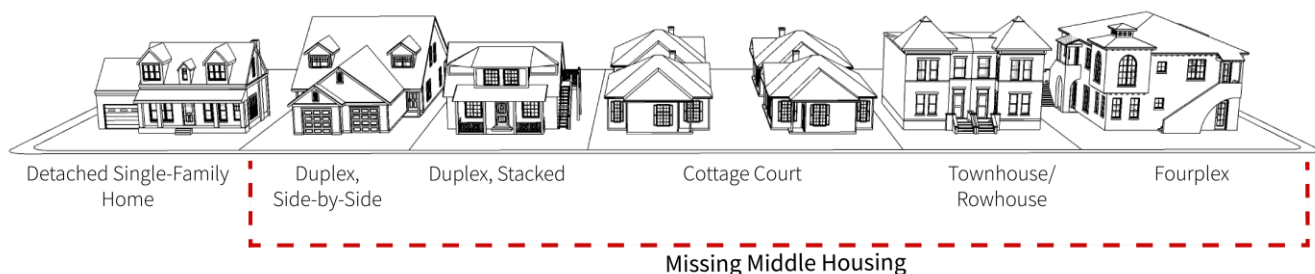 Detached Single-Family
Home
Duplex,
Side-by-Side
Duplex, Stacked
Cottage Court
Townhouse/
Rowhouse
Fourplex
Missing Middle Housing